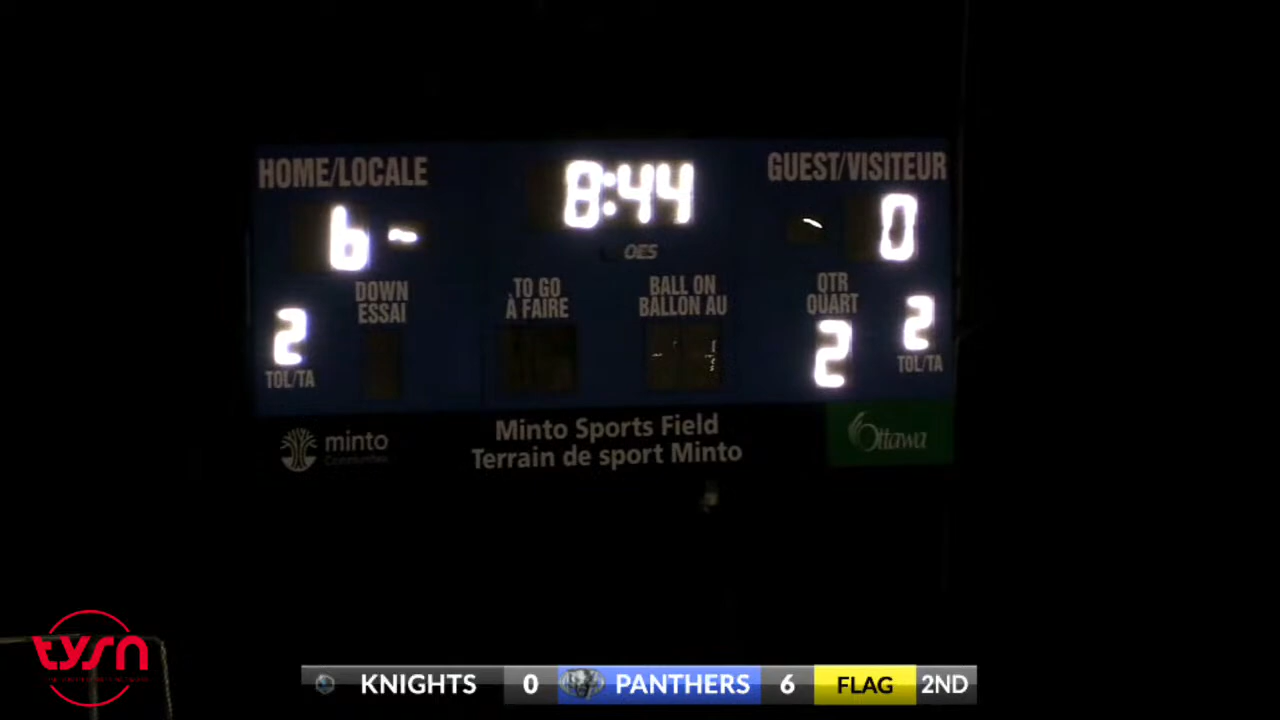 HOME/LOCALE
8:44
GUEST/VISITEUR
6
0
OES
DOWN
ESSAI
TO GO
À FAIRE
BALL ON
BALLON AU
QTR
QUART
2
TOL/TA
2
2
TOL/TA
minto
Communities
Minto Sports Field
Terrain de sport Minto
Ottawa
tysn
KNIGHTS 0 PANTHERS 6 FLAG 2ND